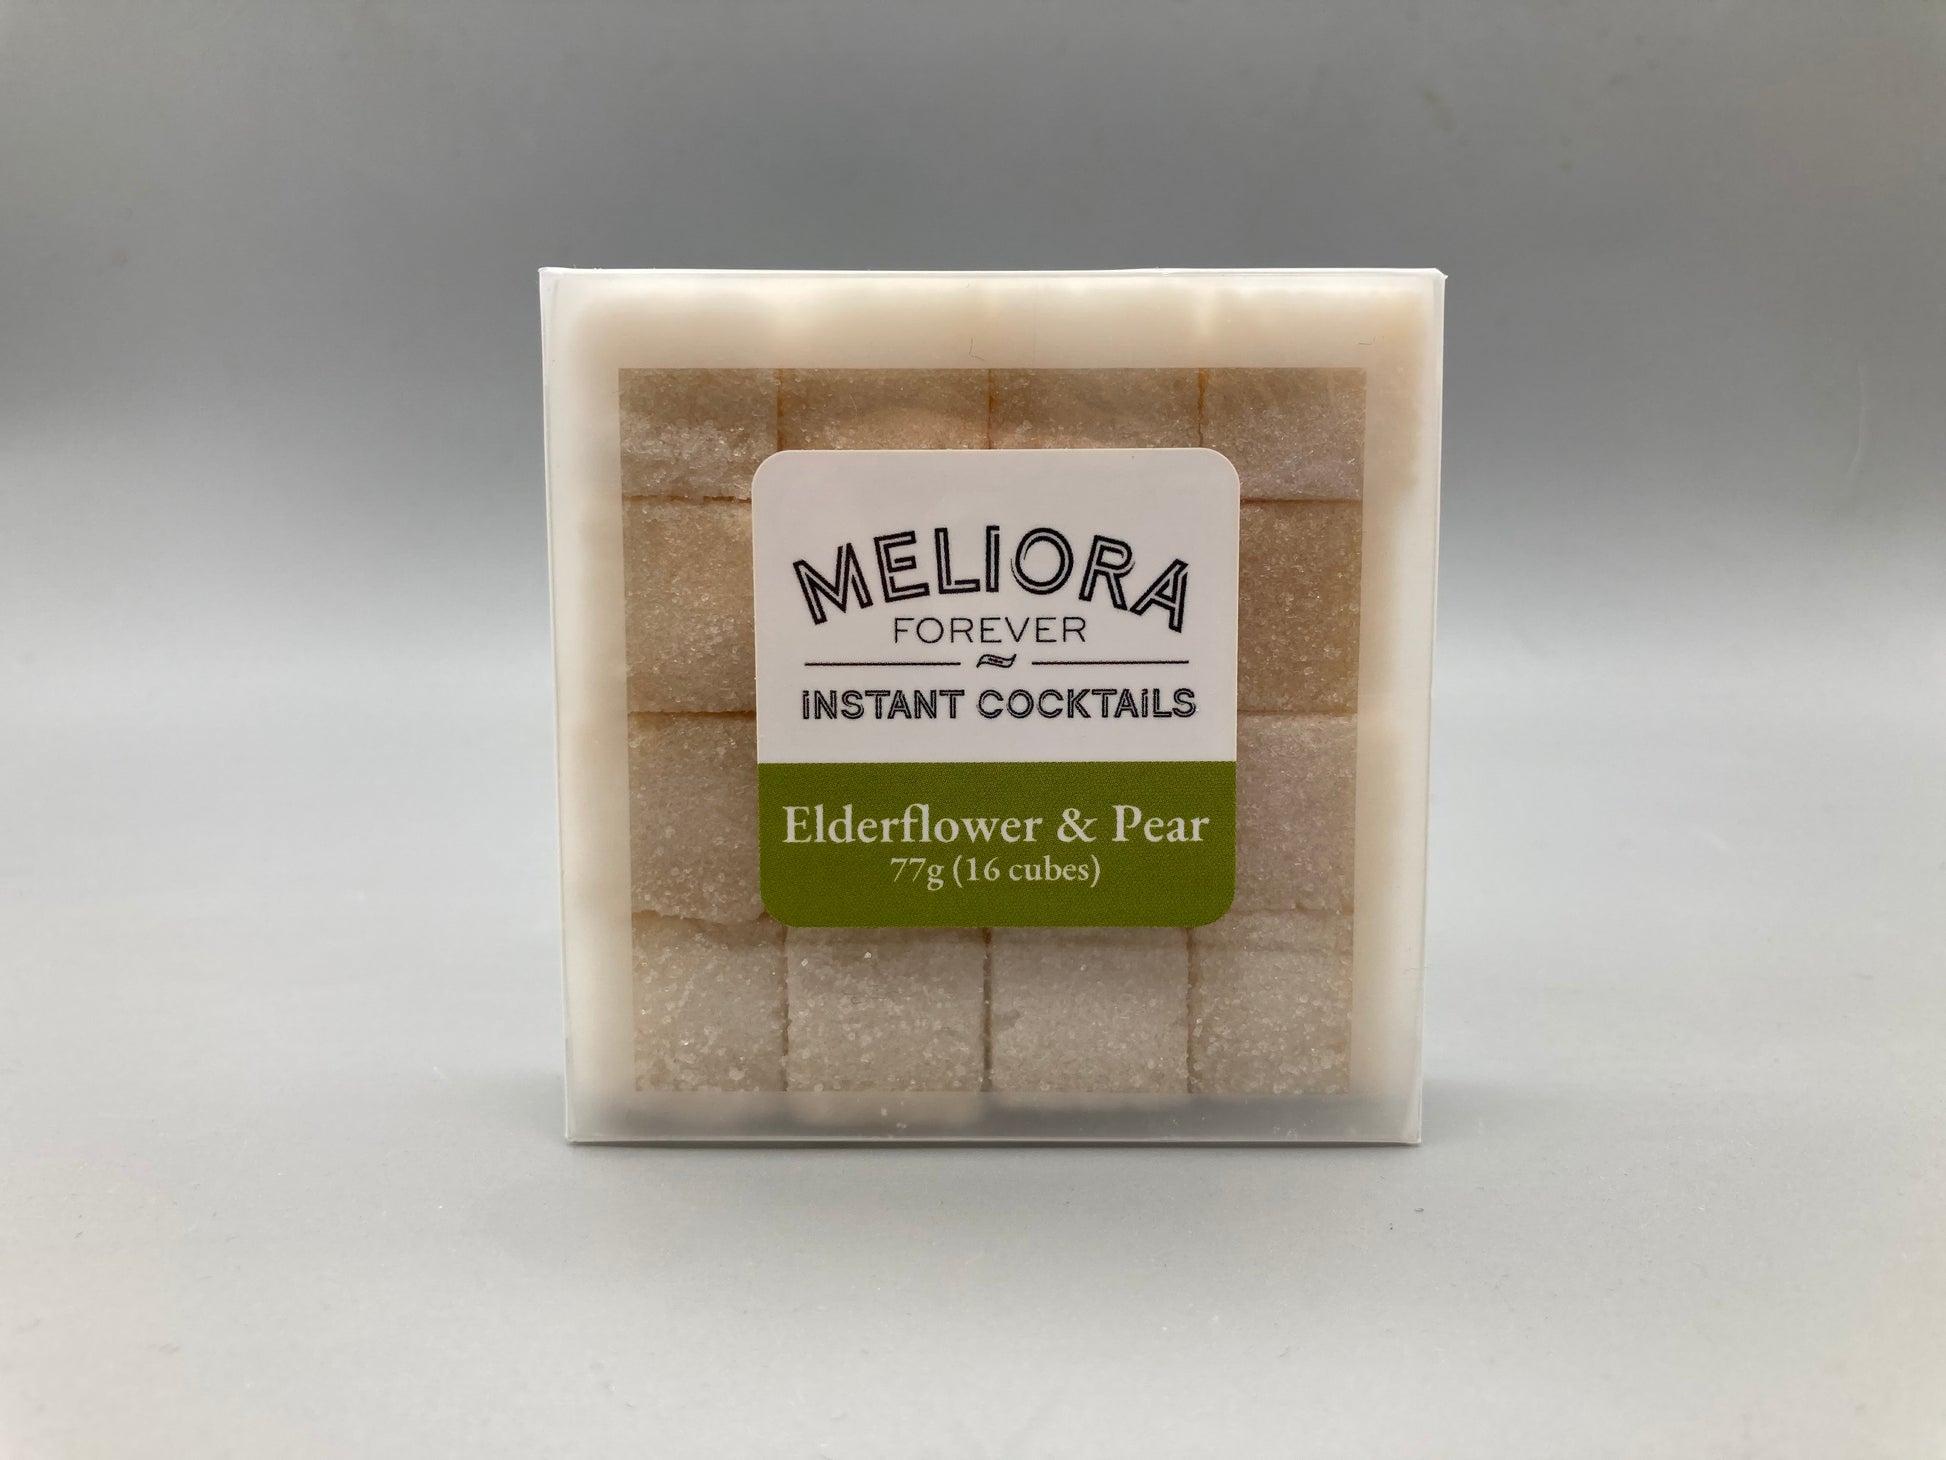 MELIORA
FOREVER
INSTANT COCKTAILS
Elderflower & Pear
77g (16 cubes)